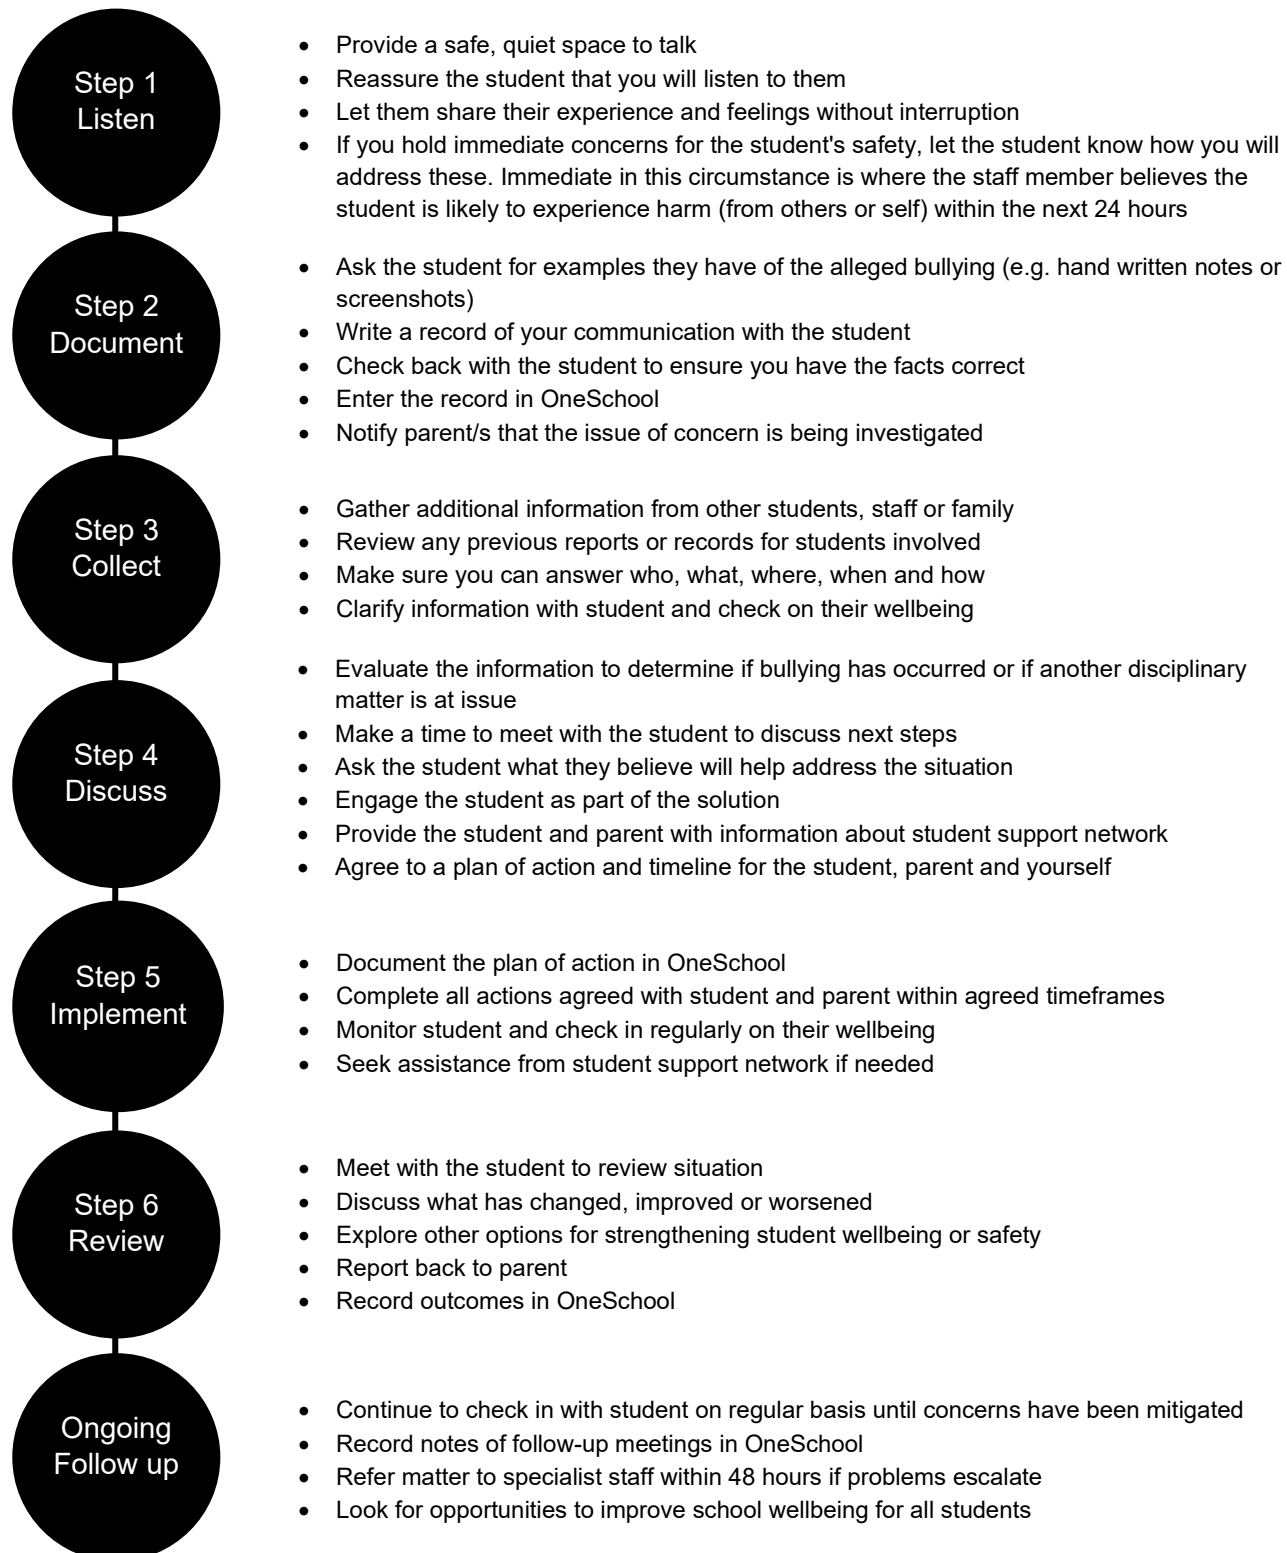 Step 1
Listen
• Provide a safe, quiet space to talk
• Reassure the student that you will listen to them
• Let them share their experience and feelings without interruption
• If you hold immediate concerns for the student's safety, let the student know how you will
address these. Immediate in this circumstance is where the staff member believes the
student is likely to experience harm (from others or self) within the next 24 hours
Step 2
Document
• Ask the student for examples they have of the alleged bullying (e.g. hand written notes or
screenshots)
• Write a record of your communication with the student
• Check back with the student to ensure you have the facts correct
• Enter the record in OneSchool
• Notify parent/s that the issue of concern is being investigated
Step 3
Collect
• Gather additional information from other students, staff or family
• Review any previous reports or records for students involved
• Make sure you can answer who, what, where, when and how
• Clarify information with student and check on their wellbeing
Step 4
Discuss
• Evaluate the information to determine if bullying has occurred or if another disciplinary
matter is at issue
• Make a time to meet with the student to discuss next steps
• Ask the student what they believe will help address the situation
• Engage the student as part of the solution
• Provide the student and parent with information about student support network
• Agree to a plan of action and timeline for the student, parent and yourself
Step 5
Implement
• Document the plan of action in OneSchool
• Complete all actions agreed with student and parent within agreed timeframes
• Monitor student and check in regularly on their wellbeing
• Seek assistance from student support network if needed
Step 6
Review
• Meet with the student to review situation
• Discuss what has changed, improved or worsened
• Explore other options for strengthening student wellbeing or safety
• Report back to parent
• Record outcomes in OneSchool
Ongoing
Follow up
• Continue to check in with student on regular basis until concerns have been mitigated
• Record notes of follow-up meetings in OneSchool
• Refer matter to specialist staff within 48 hours if problems escalate
• Look for opportunities to improve school wellbeing for all students